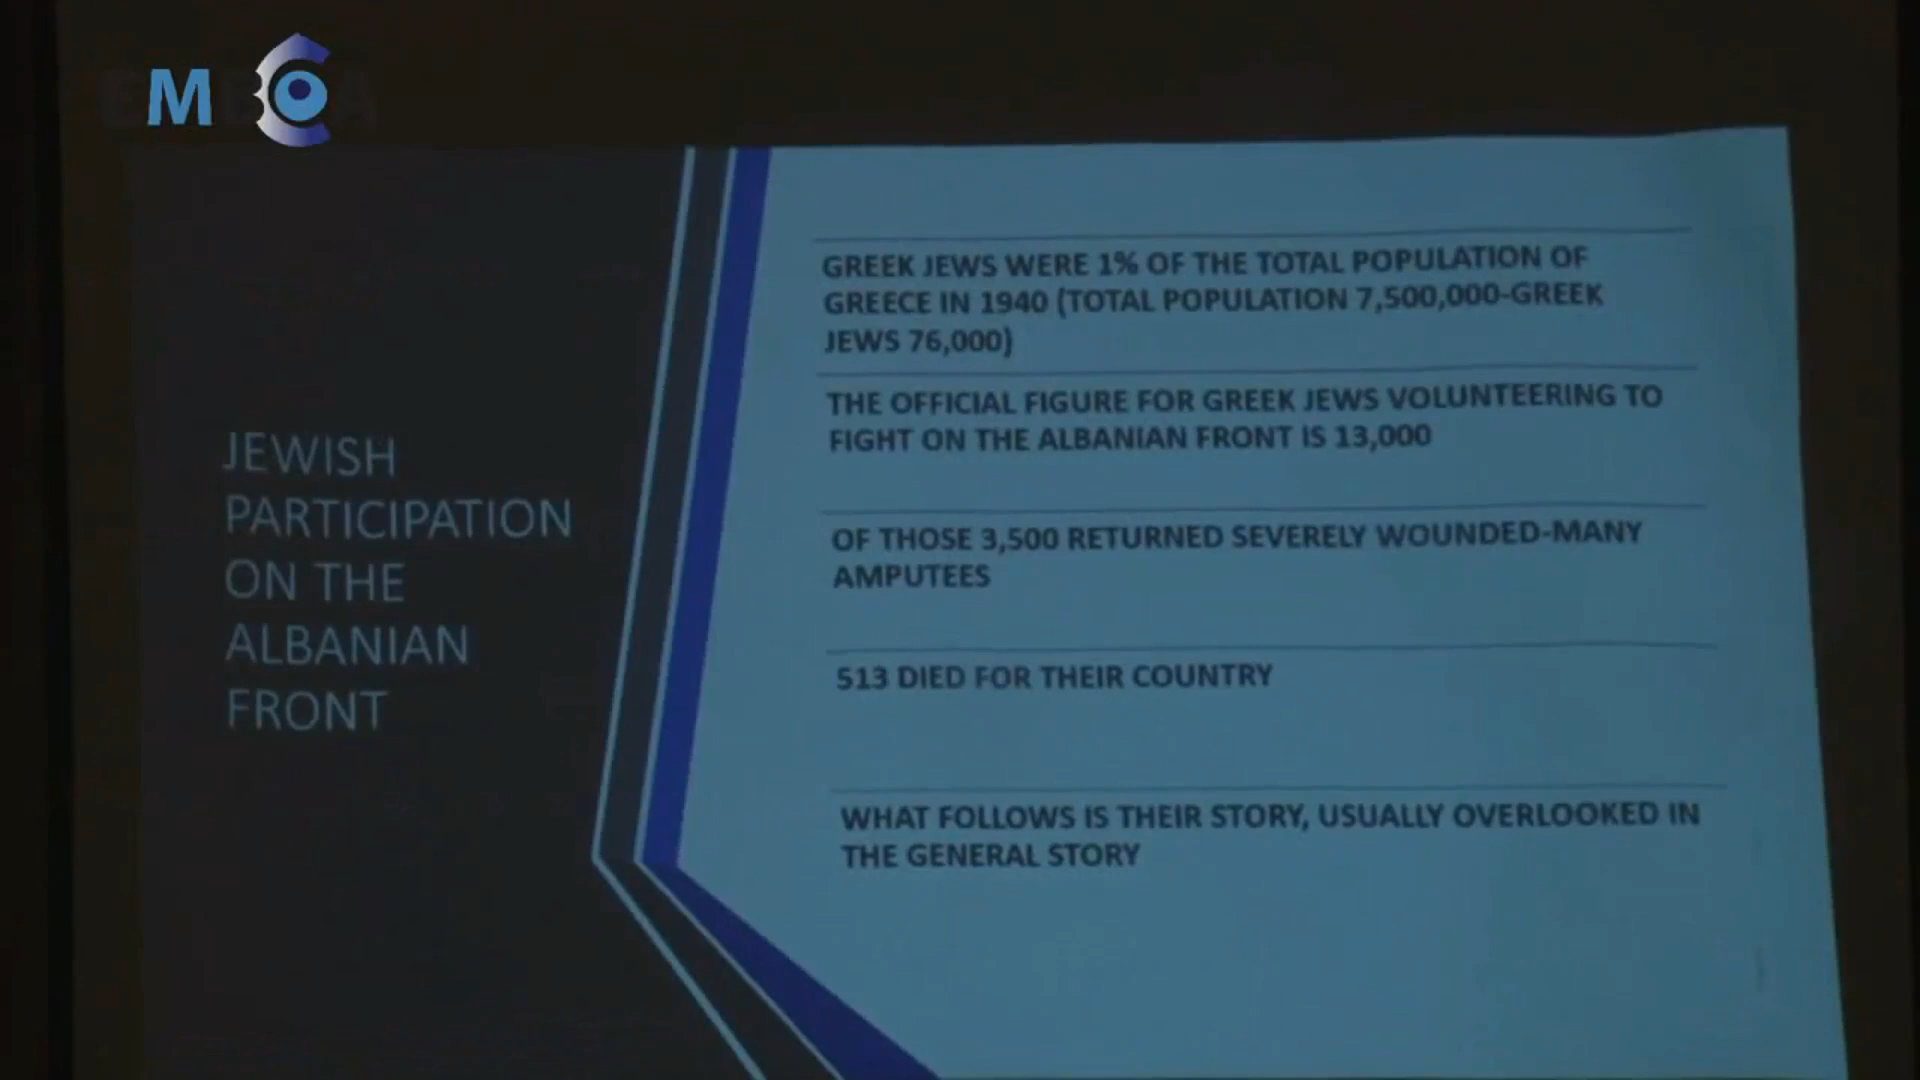 JEWISH
PARTICIPATION
ON THE
ALBANIAN
FRONT
GREEK JEWS WERE 1% OF THE TOTAL POPULATION OF
GREECE IN 1940 (TOTAL POPULATION 7,500,000-GREEK
JEWS 76,000)
THE OFFICIAL FIGURE FOR GREEK JEWS VOLUNTEERING TO
FIGHT ON THE ALBANIAN FRONT IS 13,000
OF THOSE 3,500 RETURNED SEVERELY WOUNDED-MANY
AMPUTEES
513 DIED FOR THEIR COUNTRY
WHAT FOLLOWS IS THEIR STORY, USUALLY OVERLOOKED IN
THE GENERAL STORY